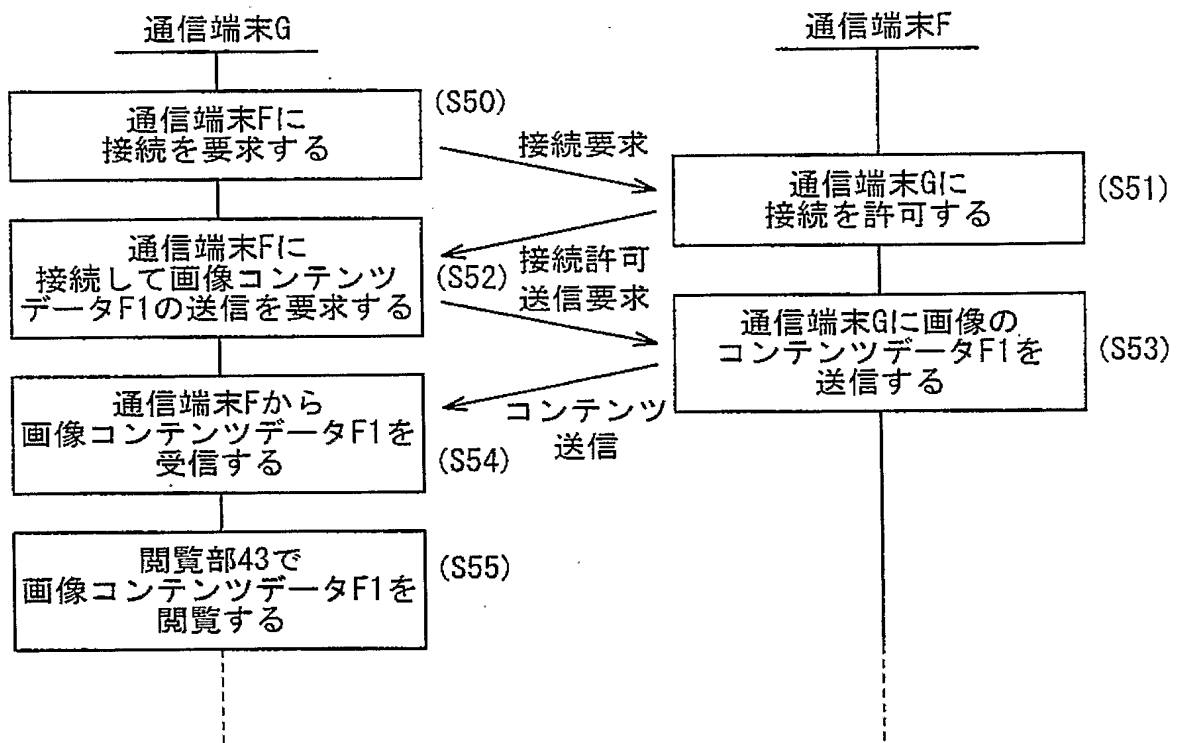 通信端末G
通信端末F
通信端末Fに
接続を要求する
(S50)
接続要求
通信端末Gに
接続を許可する
(S51)
通信端末Fに
接続して画像コンテンツ
データF1の送信を要求する
(S52)
接続許可
送信要求
通信端末Gに画像の
コンテンツデータF1を
送信する
(S53)
通信端末Fから
画像コンテンツデータF1を
受信する
(S54)
コンテンツ
送信
閲覧部43で
画像コンテンツデータF1を
閲覧する
(S55)